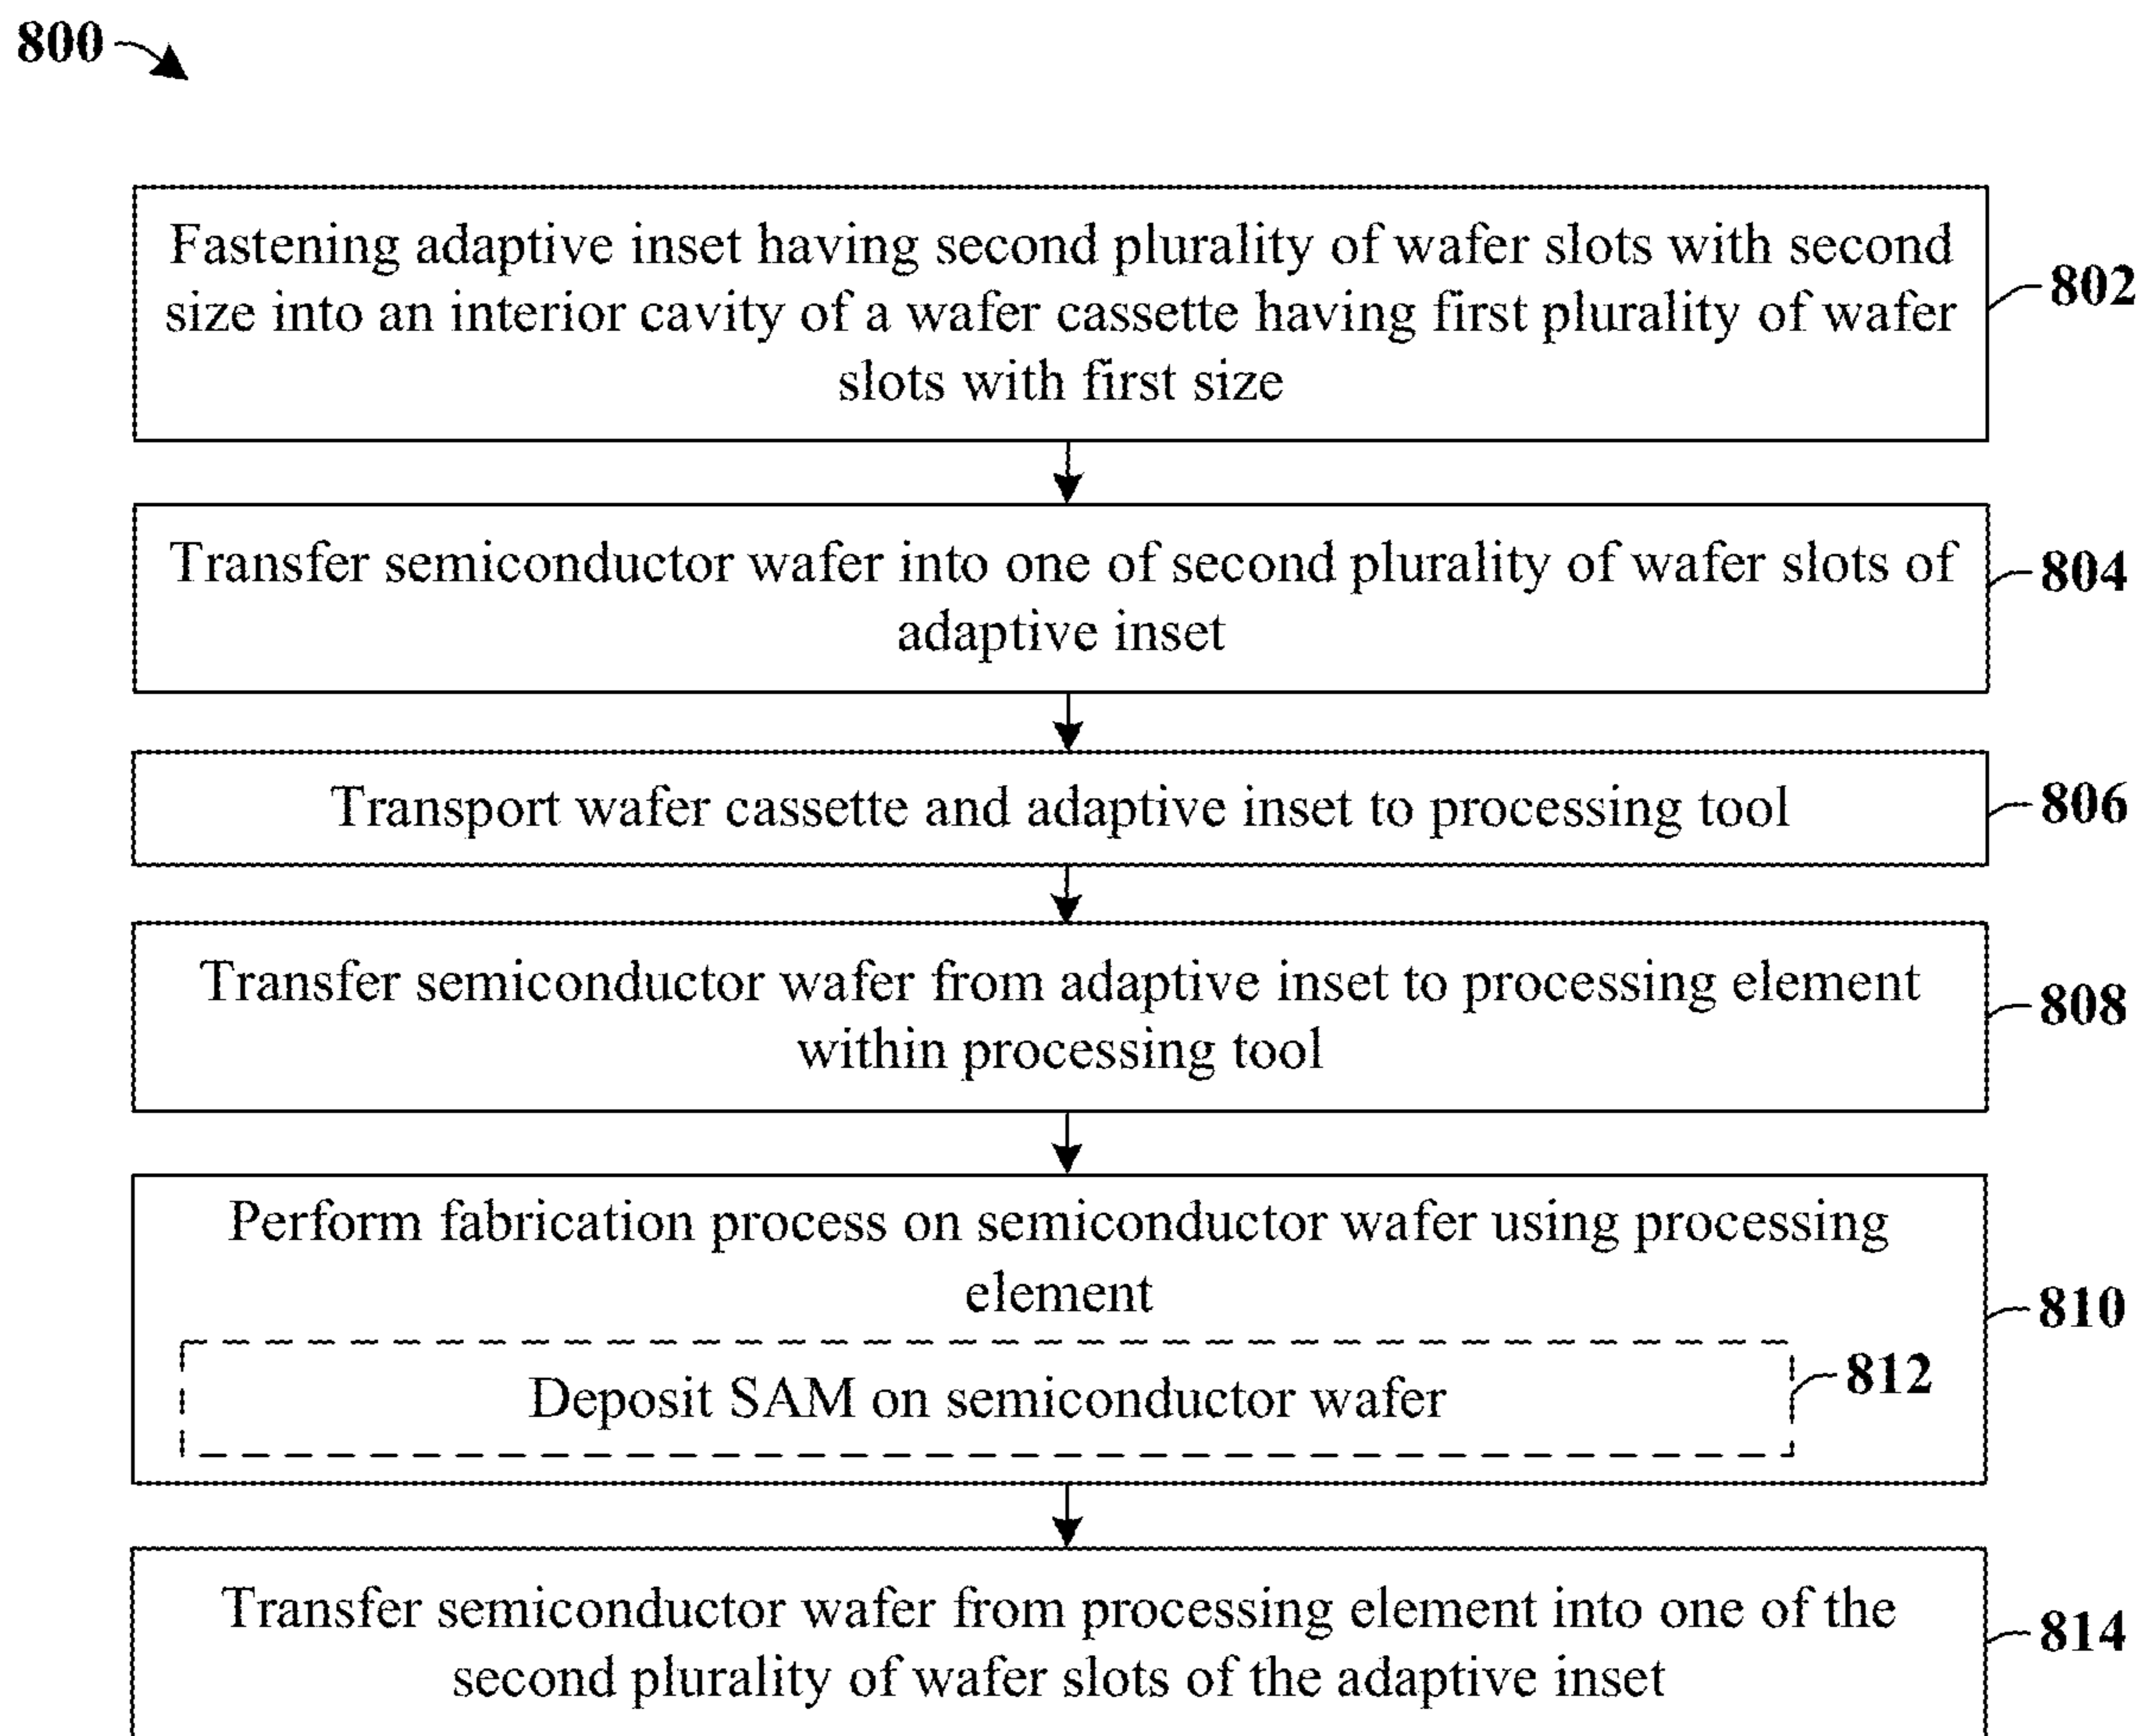 800
Fastening adaptive inset having second plurality of wafer slots with second
size into an interior cavity of a wafer cassette having first plurality of wafer
slots with first size
802
Transfer semiconductor wafer into one of second plurality of wafer slots of
adaptive inset
804
Transport wafer cassette and adaptive inset to processing tool
806
Transfer semiconductor wafer from adaptive inset to processing element
within processing tool
808
Perform fabrication process on semiconductor wafer using processing
element
810
Deposit SAM on semiconductor wafer
812
Transfer semiconductor wafer from processing element into one of the
second plurality of wafer slots of the adaptive inset
814